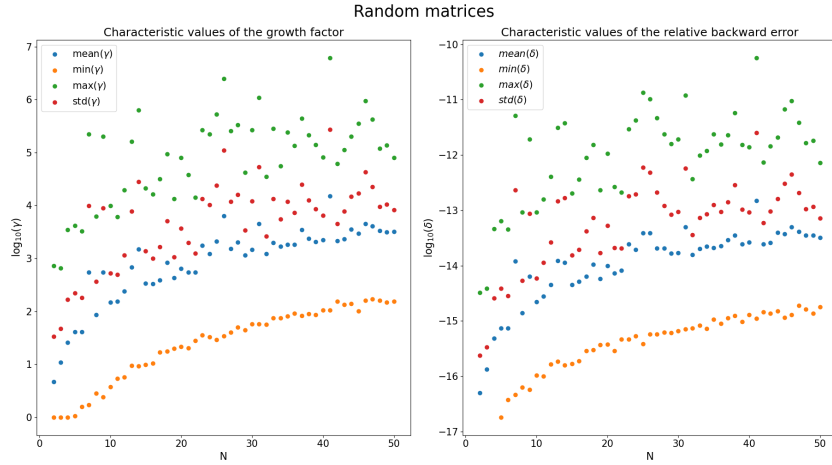 Random matrices
Characteristic values of the growth factor
7
6
5
4
3
2
1
0
log₁₀(γ)
mean(γ)
min(γ)
max(γ)
std(γ)
0
10
20
30
40
50
N
Characteristic values of the relative backward error
−10
−11
−12
−13
−14
−15
−16
−17
log₁₀(δ)
mean(δ)
min(δ)
max(δ)
std(δ)
0
10
20
30
40
50
N